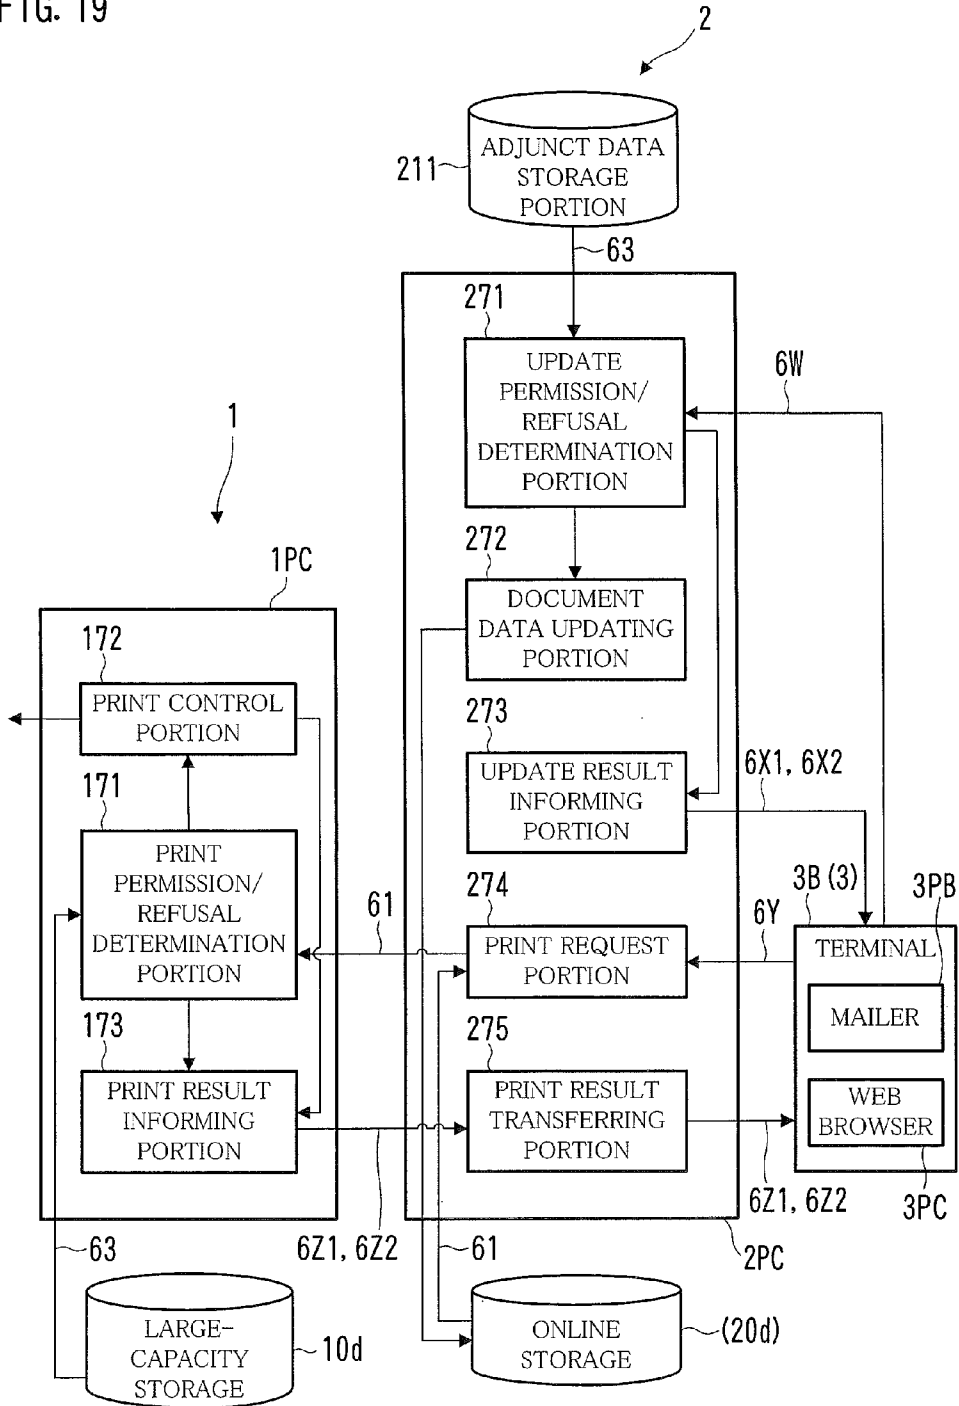 FIG. 19
2
211
ADJUNCT DATA
STORAGE
PORTION
63
271
UPDATE
PERMISSION/
REFUSAL
DETERMINATION
PORTION
6W
1
272
DOCUMENT
DATA UPDATING
PORTION
1PC
172
PRINT CONTROL
PORTION
273
UPDATE RESULT
INFORMING
PORTION
6X1, 6X2
171
PRINT
PERMISSION/
REFUSAL
DETERMINATION
PORTION
61
274
PRINT REQUEST
PORTION
6Y
3B (3)
3PB
TERMINAL
MAILER
WEB
BROWSER
3PC
173
PRINT RESULT
INFORMING
PORTION
275
PRINT RESULT
TRANSFERRING
PORTION
6Z1, 6Z2
6Z1, 6Z2
63
61
2PC
LARGE-
CAPACITY
STORAGE
10d
ONLINE
STORAGE
(20d)